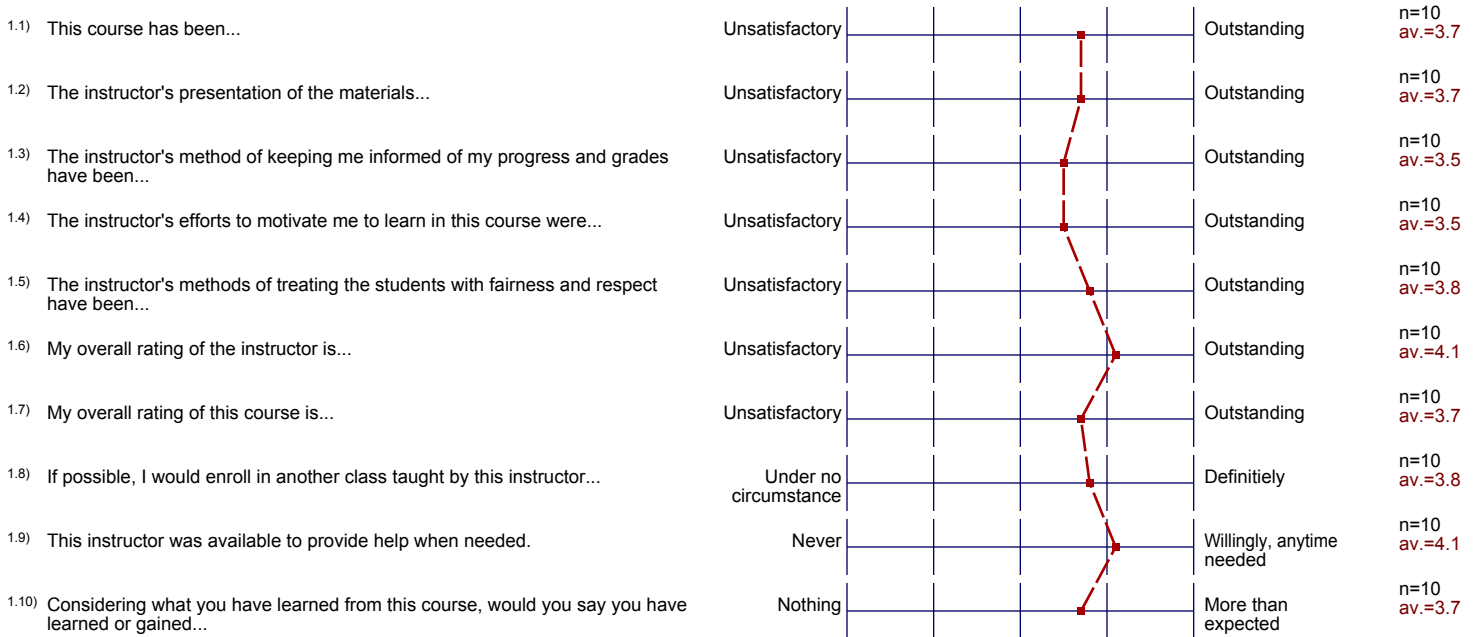 1.1) This course has been... Unsatisfactory Outstanding n=10
av.=3.7
1.2) The instructor's presentation of the materials... Unsatisfactory Outstanding n=10
av.=3.7
1.3) The instructor's method of keeping me informed of my progress and grades Unsatisfactory Outstanding n=10
have been... av.=3.5
1.4) The instructor's efforts to motivate me to learn in this course were... Unsatisfactory Outstanding n=10
av.=3.5
1.5) The instructor's methods of treating the students with fairness and respect Unsatisfactory Outstanding n=10
have been... av.=3.8
1.6) My overall rating of the instructor is... Unsatisfactory Outstanding n=10
av.=4.1
1.7) My overall rating of this course is... Unsatisfactory Outstanding n=10
av.=3.7
1.8) If possible, I would enroll in another class taught by this instructor... Under no Definitiely n=10
circumstance av.=3.8
1.9) This instructor was available to provide help when needed. Never Willingly, anytime n=10
needed av.=4.1
1.10) Considering what you have learned from this course, would you say you have Nothing More than n=10
learned or gained... expected av.=3.7